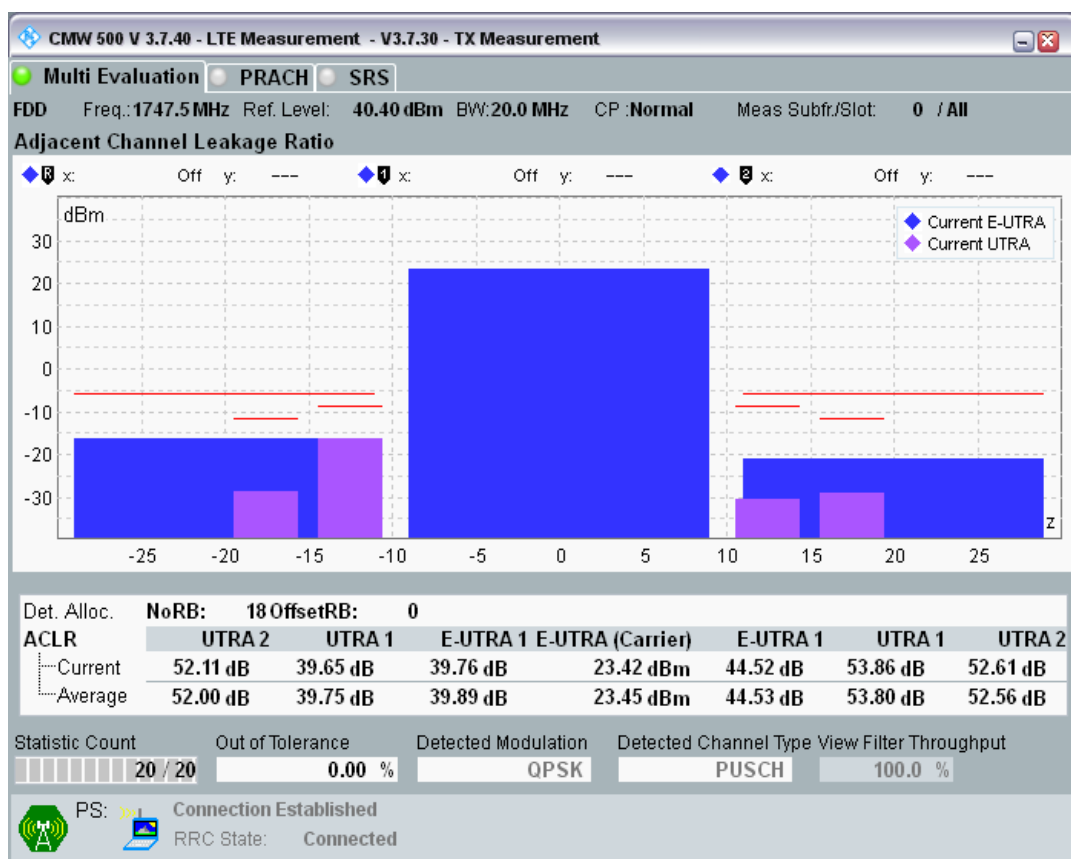 CMW 500 V 3.7.40 - LTE Measurement - V3.7.30 - TX Measurement
Multi Evaluation PRACH SRS
FDD Freq.: 1747.5 MHz Ref. Level: 40.40 dBm BW: 20.0 MHz CP : Normal Meas Subfr./Slot: 0 / All
Adjacent Channel Leakage Ratio
R x: Off y: --- 1 x: Off y: --- 2 x: Off y: ---
dBm
Current E-UTRA
Current UTRA
30
20
10
0
-10
-20
-30
z
-25 -20 -15 -10 -5 0 5 10 15 20 25
Det. Alloc. NoRB: 18 OffsetRB: 0
ACLR UTRA 2 UTRA 1 E-UTRA 1 E-UTRA (Carrier) E-UTRA 1 UTRA 1 UTRA 2
Current 52.11 dB 39.65 dB 39.76 dB 23.42 dBm 44.52 dB 53.86 dB 52.61 dB
Average 52.00 dB 39.75 dB 39.89 dB 23.45 dBm 44.53 dB 53.80 dB 52.56 dB
Statistic Count Out of Tolerance Detected Modulation Detected Channel Type View Filter Throughput
20 / 20 0.00 % QPSK PUSCH 100.0 %
PS: Connection Established
RRC State: Connected